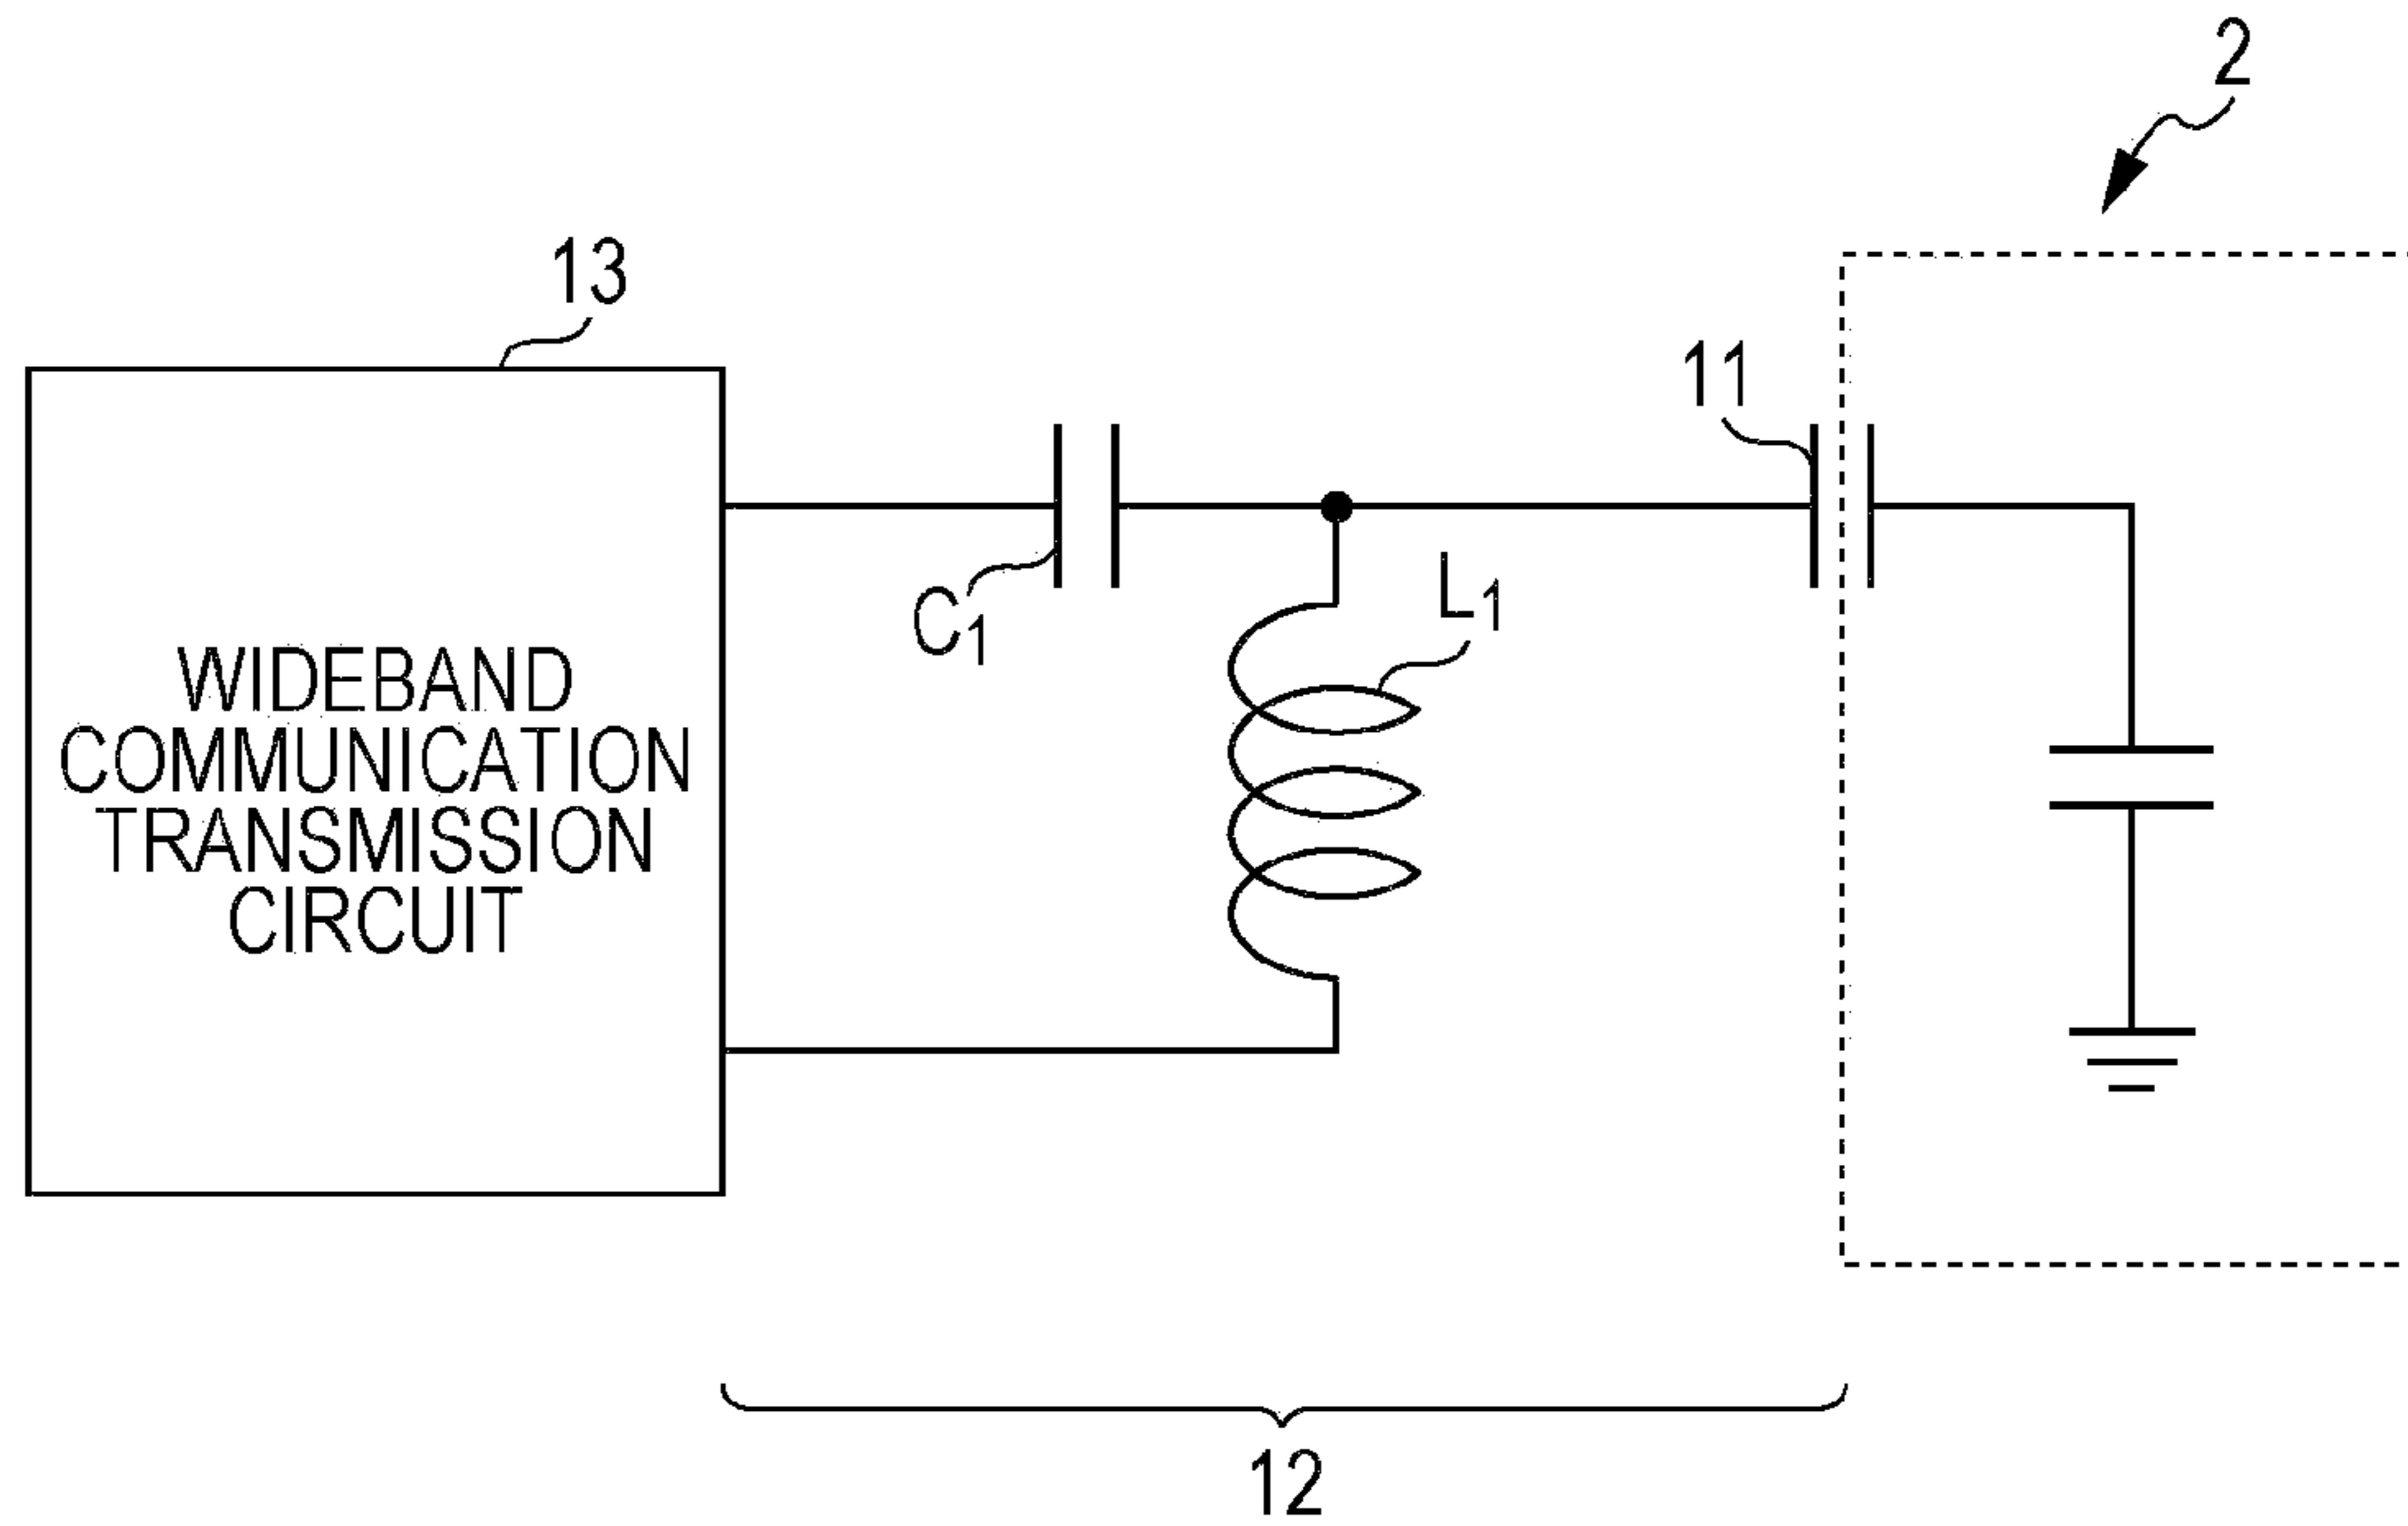 2
13
11
C1
L1
WIDEBAND
COMMUNICATION
TRANSMISSION
CIRCUIT
12